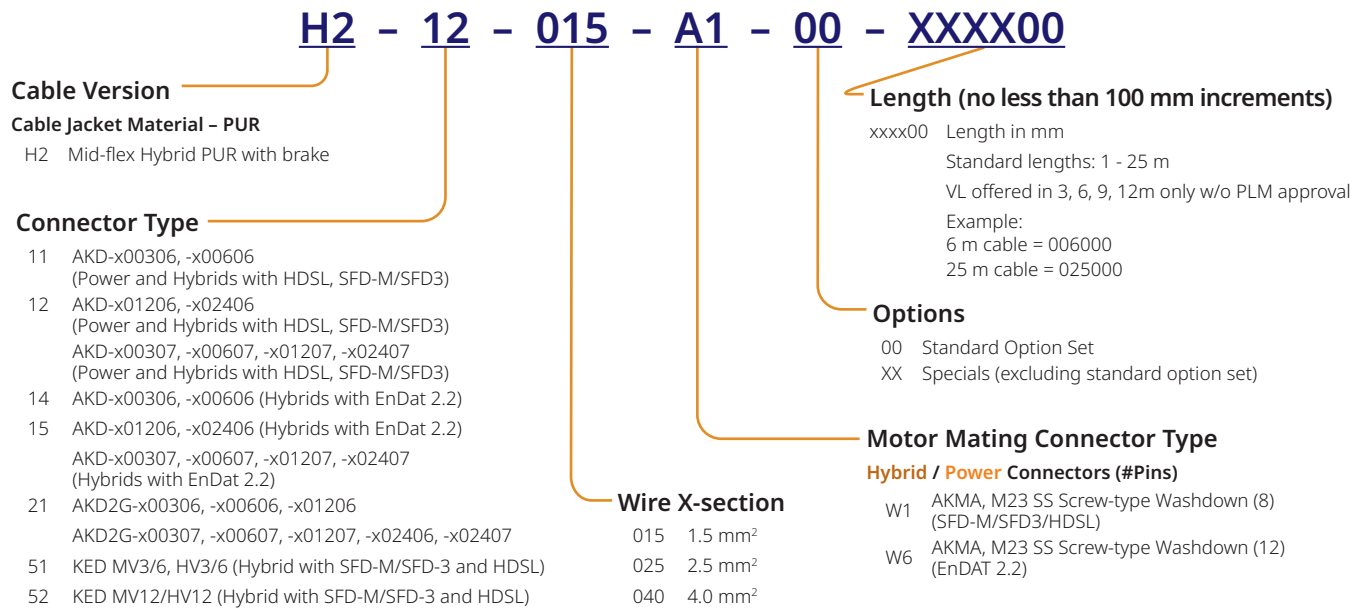 H2 – 12 – 015 – A1 – 00 – XXXX00
Cable Version
Cable Jacket Material – PUR
H2 Mid-flex Hybrid PUR with brake
Connector Type
11 AKD-x00306, -x00606
(Power and Hybrids with HDSL, SFD-M/SFD3)
12 AKD-x01206, -x02406
(Power and Hybrids with HDSL, SFD-M/SFD3)
AKD-x00307, -x00607, -x01207, -x02407
(Power and Hybrids with HDSL, SFD-M/SFD3)
14 AKD-x00306, -x00606 (Hybrids with EnDat 2.2)
15 AKD-x01206, -x02406 (Hybrids with EnDat 2.2)
AKD-x00307, -x00607, -x01207, -x02407
(Hybrids with EnDat 2.2)
21 AKD2G-x00306, -x00606, -x01206
AKD2G-x00307, -x00607, -x01207, -x02406, -x02407
51 KED MV3/6, HV3/6 (Hybrid with SFD-M/SFD-3 and HDSL)
52 KED MV12/HV12 (Hybrid with SFD-M/SFD-3 and HDSL)
Wire X-section
015 1.5 mm²
025 2.5 mm²
040 4.0 mm²
Length (no less than 100 mm increments)
xxxx00 Length in mm
Standard lengths: 1 - 25 m
VL offered in 3, 6, 9, 12m only w/o PLM approval
Example:
6 m cable = 006000
25 m cable = 025000
Options
00 Standard Option Set
XX Specials (excluding standard option set)
Motor Mating Connector Type
Hybrid / Power Connectors (#Pins)
W1 AKMA, M23 SS Screw-type Washdown (8)
(SFD-M/SFD3/HDSL)
W6 AKMA, M23 SS Screw-type Washdown (12)
(EnDAT 2.2)